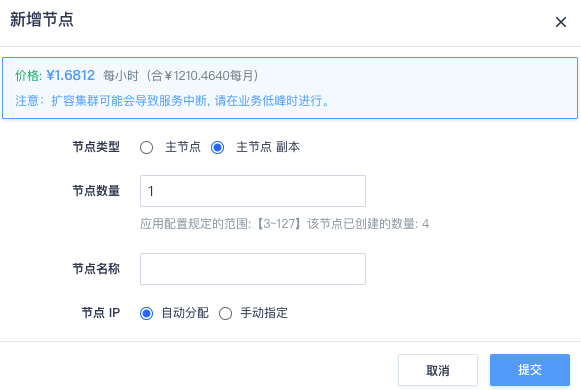 新增节点
价格: ¥1.6812 每小时 (合¥1210.4640每月)
注意：扩容集群可能会导致服务中断, 请在业务低峰时进行。
节点类型 主节点 主节点 副本
节点数量 1
应用配置规定的范围:【3~127】该节点已创建的数量: 4
节点名称
节点 IP 自动分配 手动指定
取消 提交